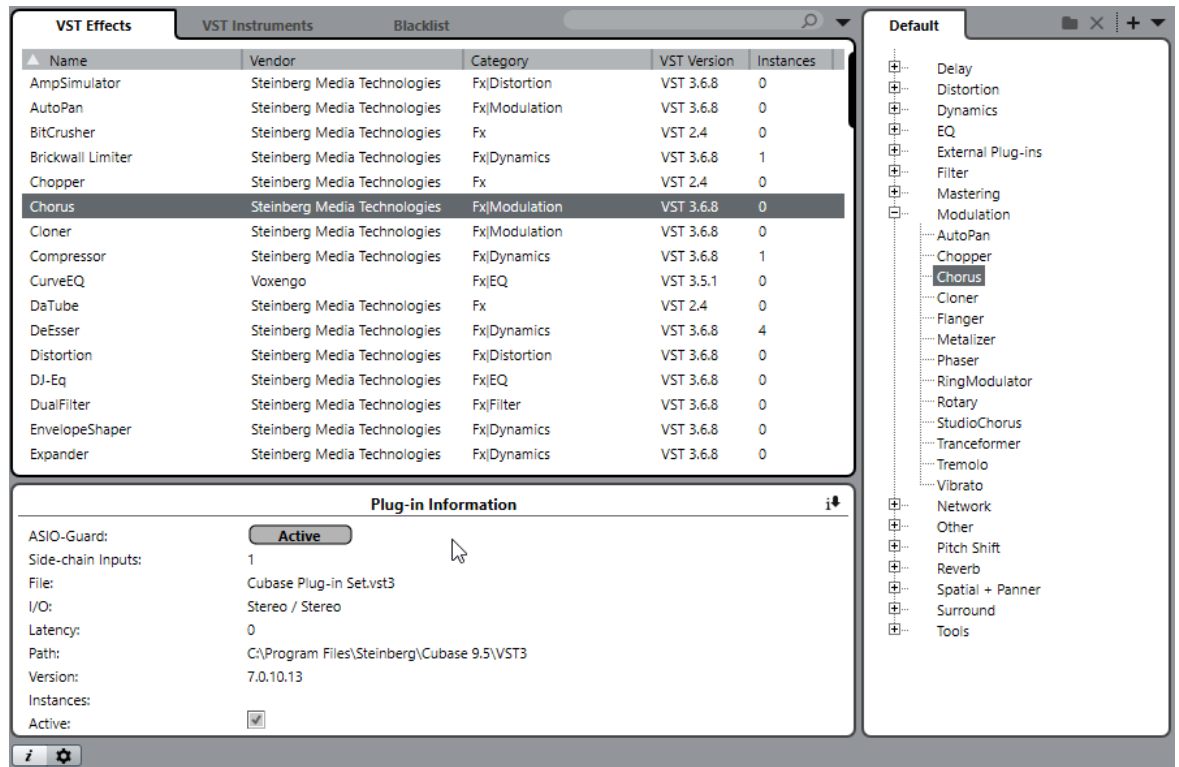 VST Effects VST Instruments Blacklist
Name Vendor Category VST Version Instances
AmpSimulator Steinberg Media Technologies Fx|Distortion VST 3.6.8 0
AutoPan Steinberg Media Technologies Fx|Modulation VST 3.6.8 0
BitCrusher Steinberg Media Technologies Fx VST 2.4 0
Brickwall Limiter Steinberg Media Technologies Fx|Dynamics VST 3.6.8 1
Chopper Steinberg Media Technologies Fx VST 2.4 0
Chorus Steinberg Media Technologies Fx|Modulation VST 3.6.8 0
Cloner Steinberg Media Technologies Fx|Modulation VST 3.6.8 0
Compressor Steinberg Media Technologies Fx|Dynamics VST 3.6.8 1
CurveEQ Voxengo Fx|EQ VST 3.5.1 0
DaTube Steinberg Media Technologies Fx VST 2.4 0
DeEsser Steinberg Media Technologies Fx|Dynamics VST 3.6.8 4
Distortion Steinberg Media Technologies Fx|Distortion VST 3.6.8 0
DJ-Eq Steinberg Media Technologies Fx|EQ VST 3.6.8 0
DualFilter Steinberg Media Technologies Fx|Filter VST 3.6.8 0
EnvelopeShaper Steinberg Media Technologies Fx|Dynamics VST 3.6.8 0
Expander Steinberg Media Technologies Fx|Dynamics VST 3.6.8 0
Plug-in Information
ASIO-Guard: Active
Side-chain Inputs: 1
File: Cubase Plug-in Set.vst3
I/O: Stereo / Stereo
Latency: 0
Path: C:\Program Files\Steinberg\Cubase 9.5\VST3
Version: 7.0.10.13
Instances:
Active:
Default
Delay
Distortion
Dynamics
EQ
External Plug-ins
Filter
Mastering
Modulation
AutoPan
Chopper
Chorus
Cloner
Flanger
Metalizer
Phaser
RingModulator
Rotary
StudioChorus
Tranceformer
Tremolo
Vibrato
Network
Other
Pitch Shift
Reverb
Spatial + Panner
Surround
Tools